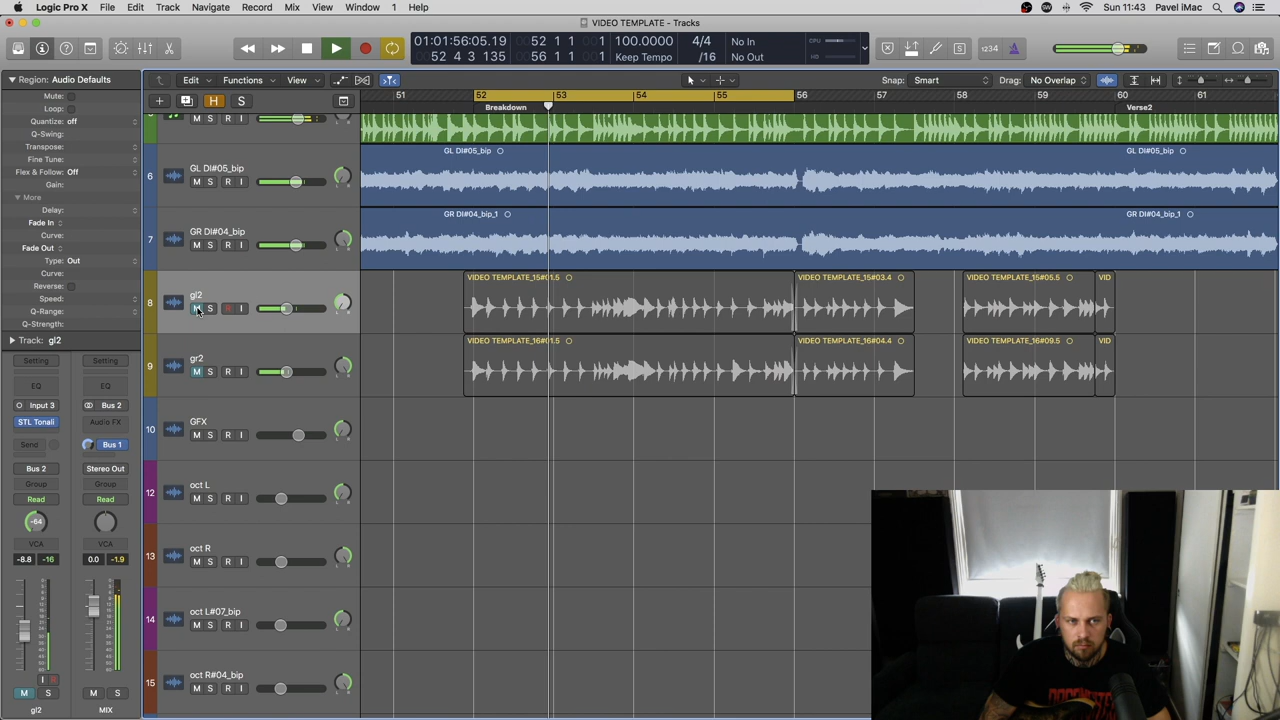 Logic Pro X File Edit Track Navigate Record Mix View Window 1 Help
Sun 11:43 Pavel iMac
VIDEO TEMPLATE - Tracks
01:01:56:05.19
52 4 3 135
52 1 1 1
56 1 1 1
100.0000
Keep Tempo
4/4
/16
No In
No Out
CPU
HD
1234
Region: Audio Defaults
Mute:
Loop:
Quantize: off
Q-Swing:
Transpose:
Fine Tune:
Flex & Follow: Off
Gain:
More
Delay:
Fade In
Curve:
Fade Out
Type: Out
Curve:
Reverse:
Speed:
Q-Range:
Q-Strength:
Track: gl2
Setting Setting
EQ EQ
Input 3 Bus 2
STL Tonali Audio FX
Send Bus 1
Bus 2 Stereo Out
Group Group
Read Read
-64
VCA VCA
-8.8 -16 0.0 -1.9
I R
M S M S
gl2 MIX
Edit Functions View
Snap: Smart Drag: No Overlap
H S
51 52 53 54 55 56 57 58 59 60 61
Breakdown Verse2
M S R I
6 GL DI#05_bip
M S R I
GL DI#05_bip GL DI#05_bip
7 GR DI#04_bip
M S R I
GR DI#04_bip_1 GR DI#04_bip_1
8 gl2
M S R I
VIDEO TEMPLATE_15#01.5 VIDEO TEMPLATE_15#03.4 VIDEO TEMPLATE_15#05.5 VID
9 gr2
M S R I
VIDEO TEMPLATE_16#01.5 VIDEO TEMPLATE_16#04.4 VIDEO TEMPLATE_16#09.5 VID
10 GFX
M S R I
12 oct L
M S R I
13 oct R
M S R I
14 oct L#07_bip
M S R I
15 oct R#04_bip
M S R I